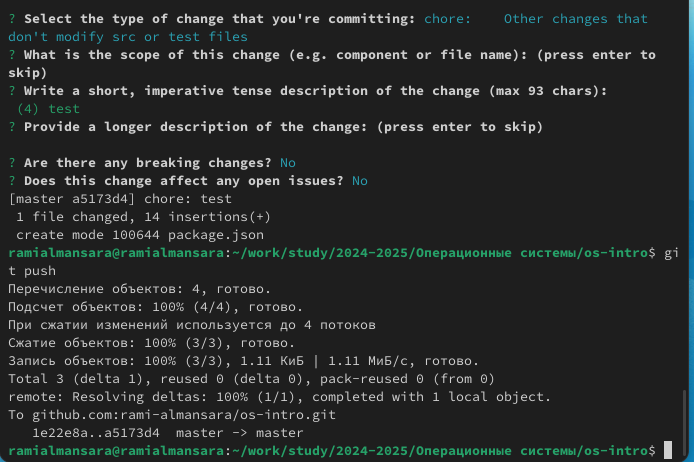 ? Select the type of change that you're committing: chore:    Other changes that
don't modify src or test files
? What is the scope of this change (e.g. component or file name): (press enter to
skip)
? Write a short, imperative tense description of the change (max 93 chars):
 (4) test
? Provide a longer description of the change: (press enter to skip)
? Are there any breaking changes? No
? Does this change affect any open issues? No
[master a5173d4] chore: test
 1 file changed, 14 insertions(+)
 create mode 100644 package.json
ramialmansara@ramialmansara:~/work/study/2024-2025/Операционные системы/os-intro$ gi
t push
Перечисление объектов: 4, готово.
Подсчет объектов: 100% (4/4), готово.
При сжатии изменений используется до 4 потоков
Сжатие объектов: 100% (3/3), готово.
Запись объектов: 100% (3/3), 1.11 КиБ | 1.11 МиБ/с, готово.
Total 3 (delta 1), reused 0 (delta 0), pack-reused 0 (from 0)
remote: Resolving deltas: 100% (1/1), completed with 1 local object.
To github.com:rami-almansara/os-intro.git
   1e22e8a..a5173d4  master -> master
ramialmansara@ramialmansara:~/work/study/2024-2025/Операционные системы/os-intro$